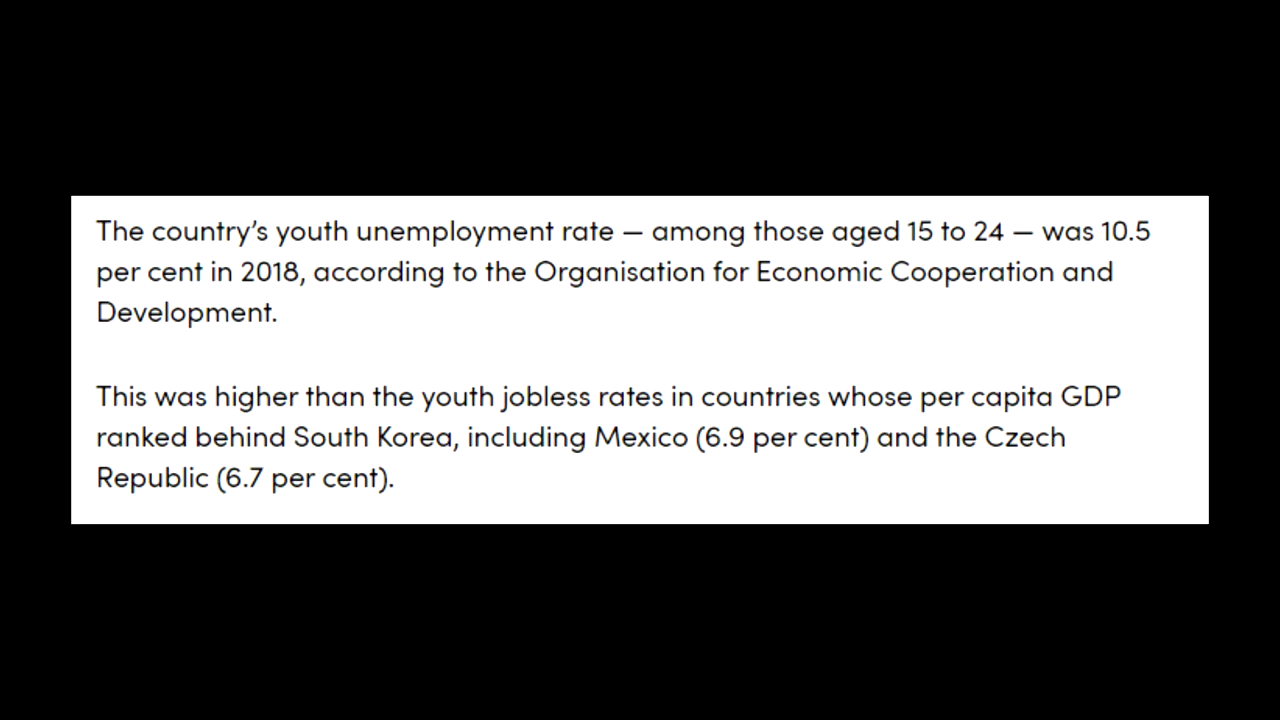 The country’s youth unemployment rate — among those aged 15 to 24 — was 10.5
per cent in 2018, according to the Organisation for Economic Cooperation and
Development.
This was higher than the youth jobless rates in countries whose per capita GDP
ranked behind South Korea, including Mexico (6.9 per cent) and the Czech
Republic (6.7 per cent).